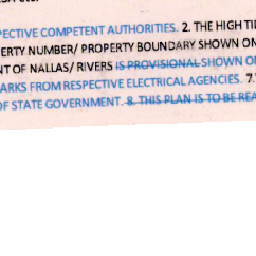 PECTIVE COMPETENT AUTHORITIES. 2. THE HIGH TI
ERTY NUMBER/ PROPERTY BOUNDARY SHOWN ON
NT OF NALLAS/ RIVERS IS PROVISIONAL SHOWN O
ARKS FROM RESPECTIVE ELECTRICAL AGENCIES. 7.
OF STATE GOVERNMENT. 8. THIS PLAN IS TO BE REA